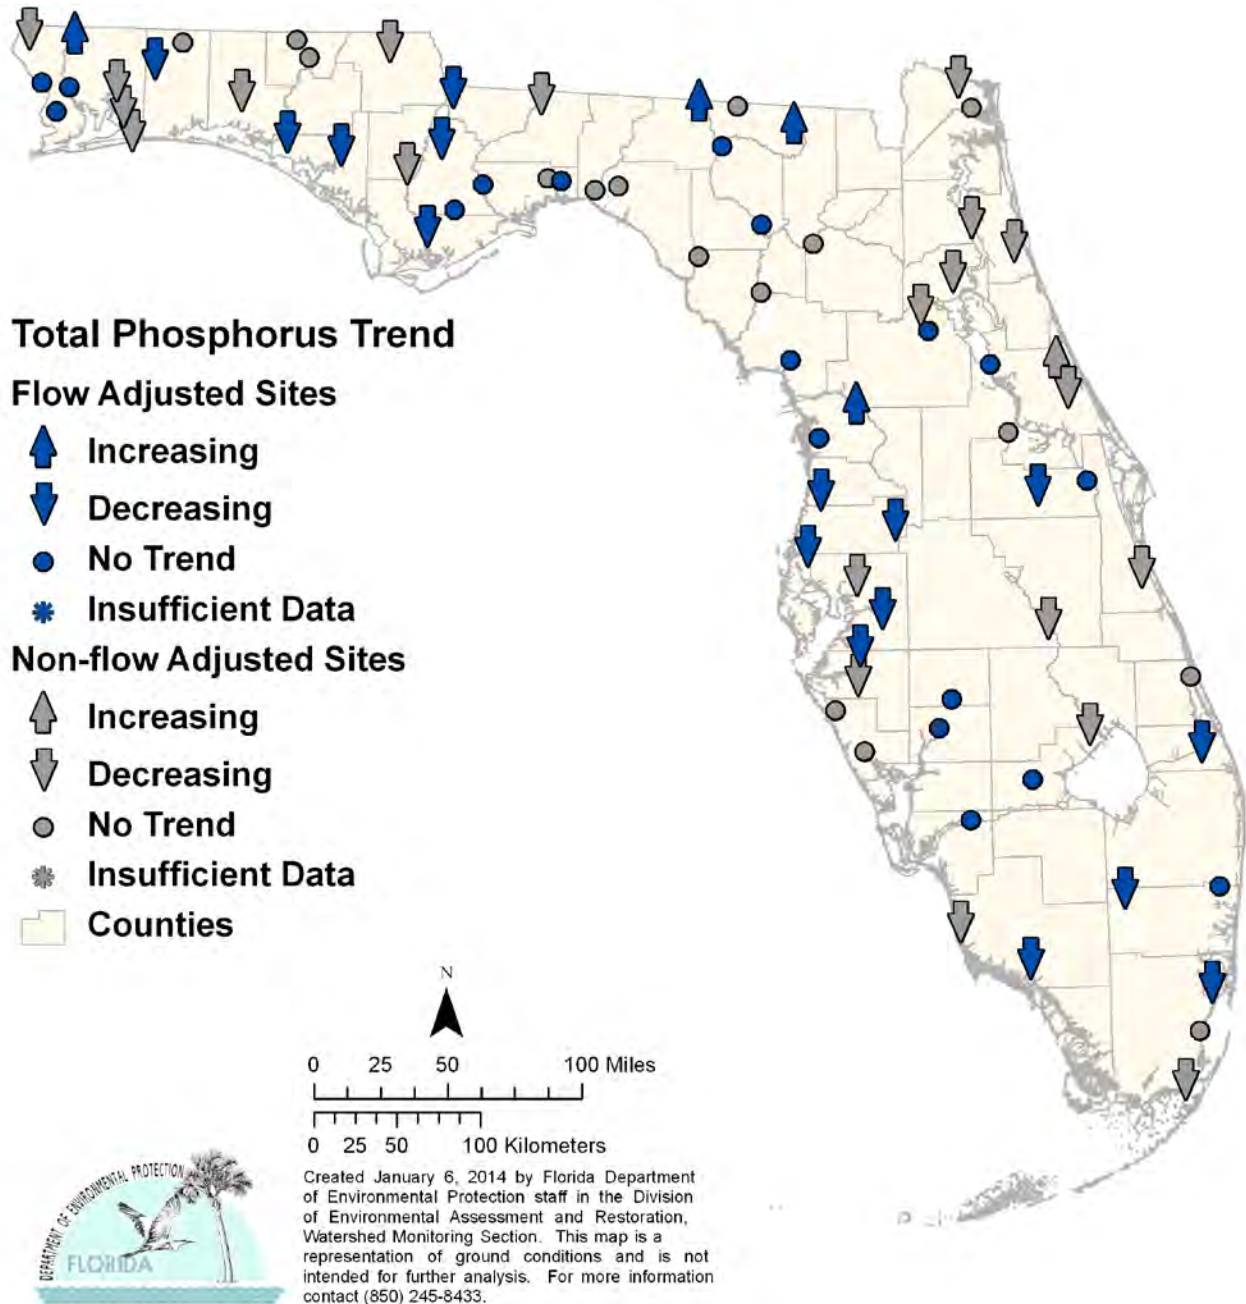 Total Phosphorus Trend
Flow Adjusted Sites
Increasing
Decreasing
No Trend
Insufficient Data
Non-flow Adjusted Sites
Increasing
Decreasing
No Trend
Insufficient Data
Counties
N
0 25 50 100 Miles
0 25 50 100 Kilometers
Created January 6, 2014 by Florida Department
of Environmental Protection staff in the Division
of Environmental Assessment and Restoration,
Watershed Monitoring Section. This map is a
representation of ground conditions and is not
intended for further analysis. For more information
contact (850) 245-8433.
DEPARTMENT OF ENVIRONMENTAL PROTECTION
FLORIDA